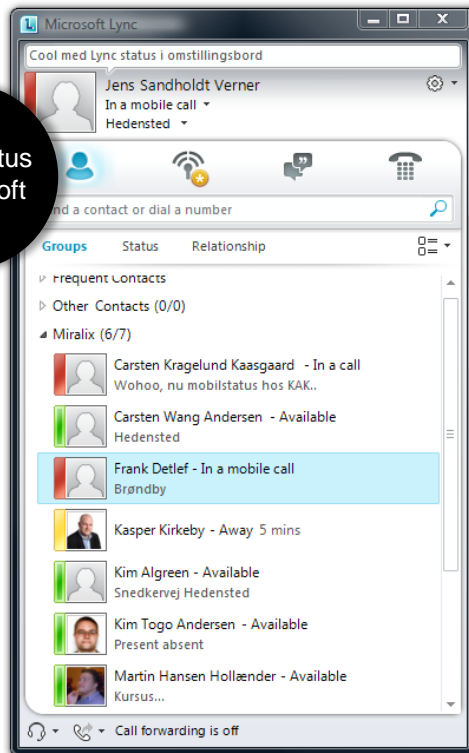 Microsoft Lync
Cool med Lync status i omstillingsbord
Jens Sandholdt Verner
In a mobile call
Hedensted
a contact or dial a number
Groups Status Relationship
Frequent Contacts
Other Contacts (0/0)
Miralix (6/7)
Carsten Kragelund Kaasgaard - In a call
Wohoo, nu mobilstatus hos KAK..
Carsten Wang Andersen - Available
Hedensted
Frank Detlef - In a mobile call
Brøndby
Kasper Kirkeby - Away 5 mins
Kim Algreen - Available
Snedkervej Hedensted
Kim Togo Andersen - Available
Present absent
Martin Hansen Hollænder - Available
Kursus...
Call forwarding is off